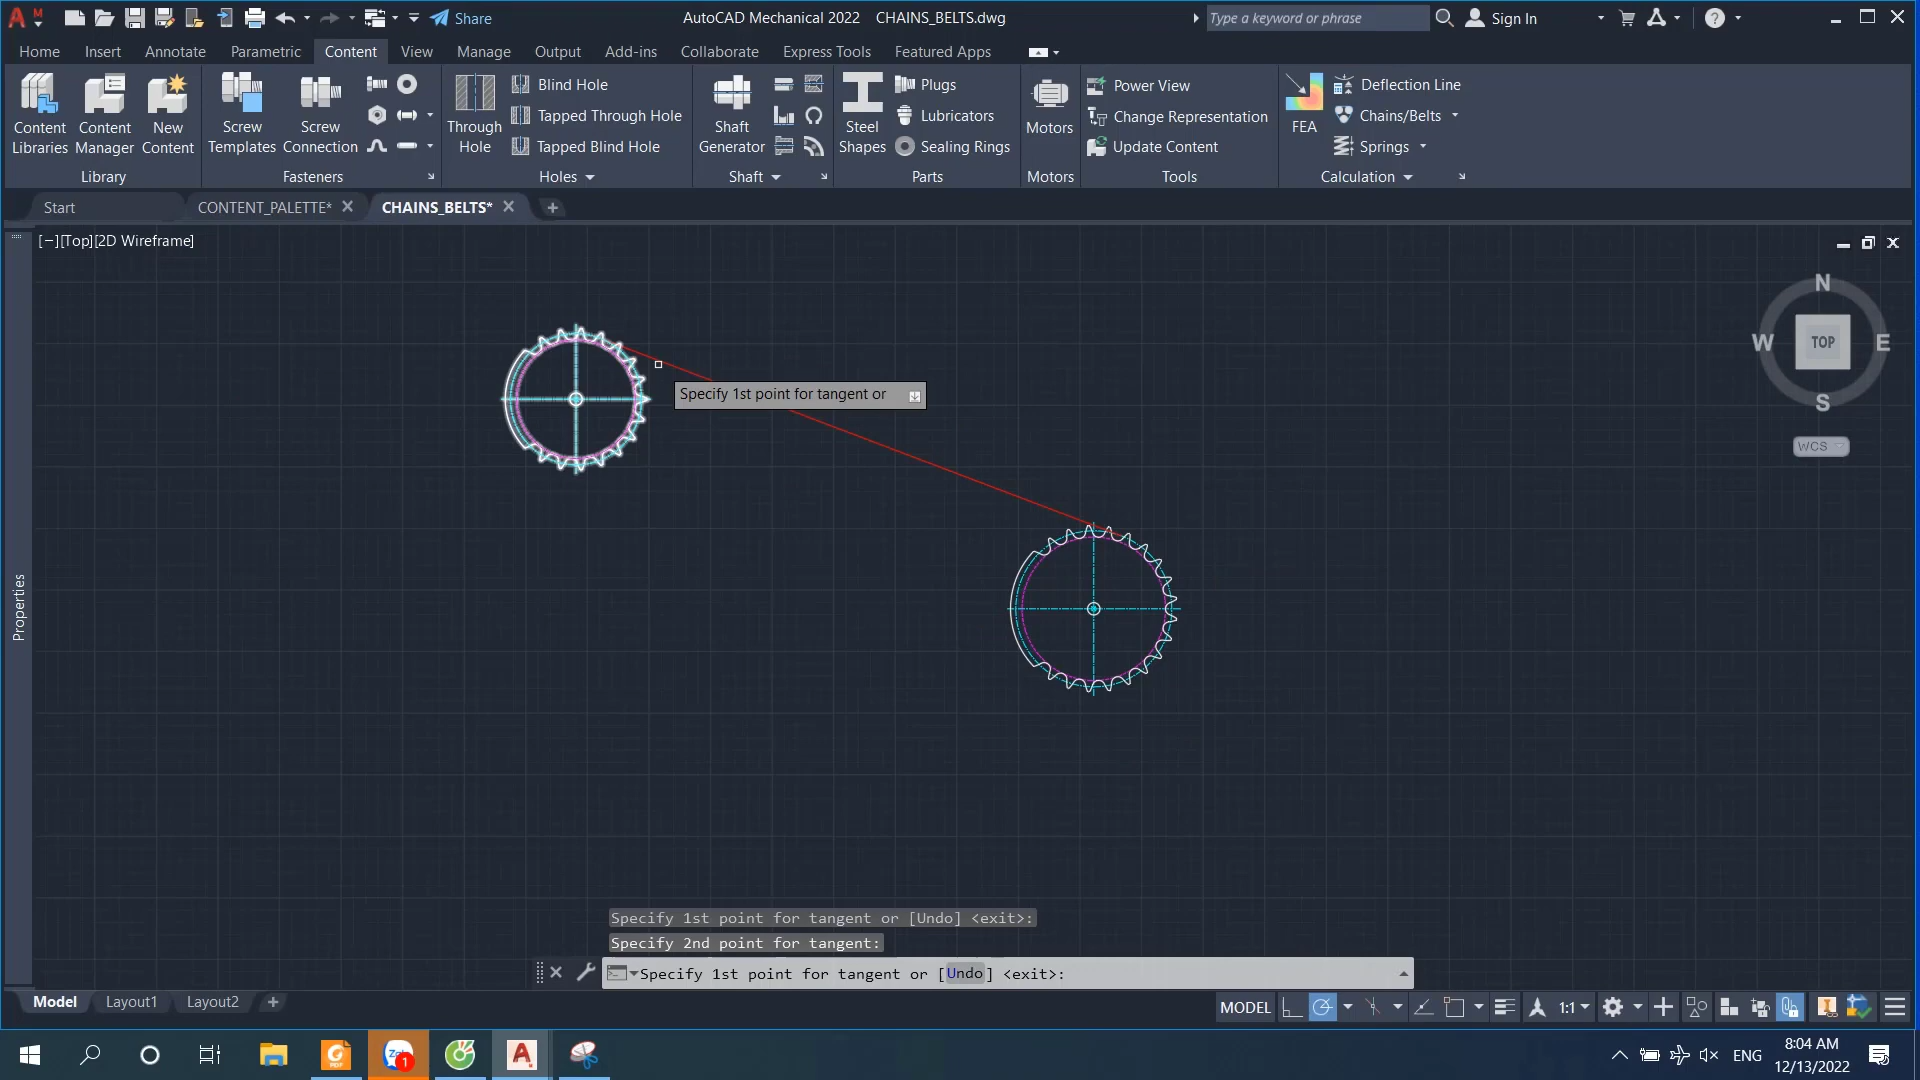 A M Share AutoCAD Mechanical 2022 CHAINS_BELTS.dwg Type a keyword or phrase Sign In ?
Home Insert Annotate Parametric Content View Manage Output Add-ins Collaborate Express Tools Featured Apps
Content Libraries
Content Manager
New Content
Library
Screw Templates
Screw Connection
Fasteners
Through Hole
Blind Hole
Tapped Through Hole
Tapped Blind Hole
Holes
Shaft Generator
Shaft
Steel Shapes
Plugs
Lubricators
Sealing Rings
Parts
Motors
Motors
Power View
Change Representation
Update Content
Tools
FEA
Deflection Line
Chains/Belts
Springs
Calculation
Start CONTENT_PALETTE* CHAINS_BELTS*
[−][Top][2D Wireframe]
N
W TOP E
S
WCS
Specify 1st point for tangent or
Properties
Specify 1st point for tangent or [Undo] <exit>:
Specify 2nd point for tangent:
Specify 1st point for tangent or [Undo] <exit>:
Model Layout1 Layout2 MODEL 1:1
Zalo 1 A ENG 8:04 AM
12/13/2022